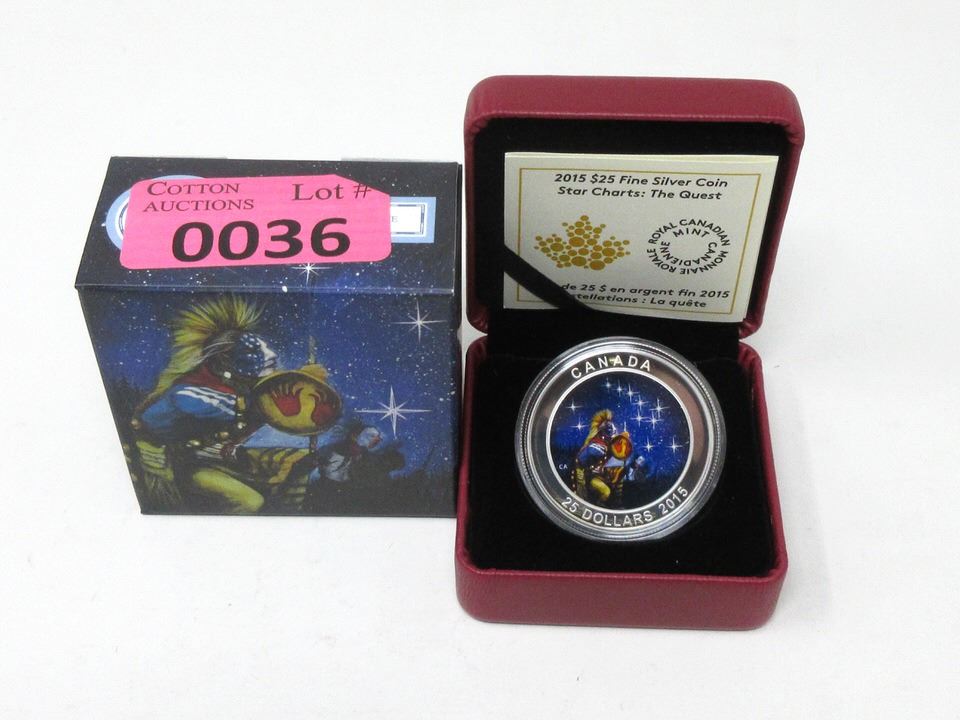 COTTON AUCTIONS Lot #
0036
2015 $25 Fine Silver Coin
Star Charts: The Quest
ROYAL CANADIAN MINT
MONNAIE ROYALE CANADIENNE
de 25 $ en argent fin 2015
: La quête
CANADA
CA
25 DOLLARS 2015